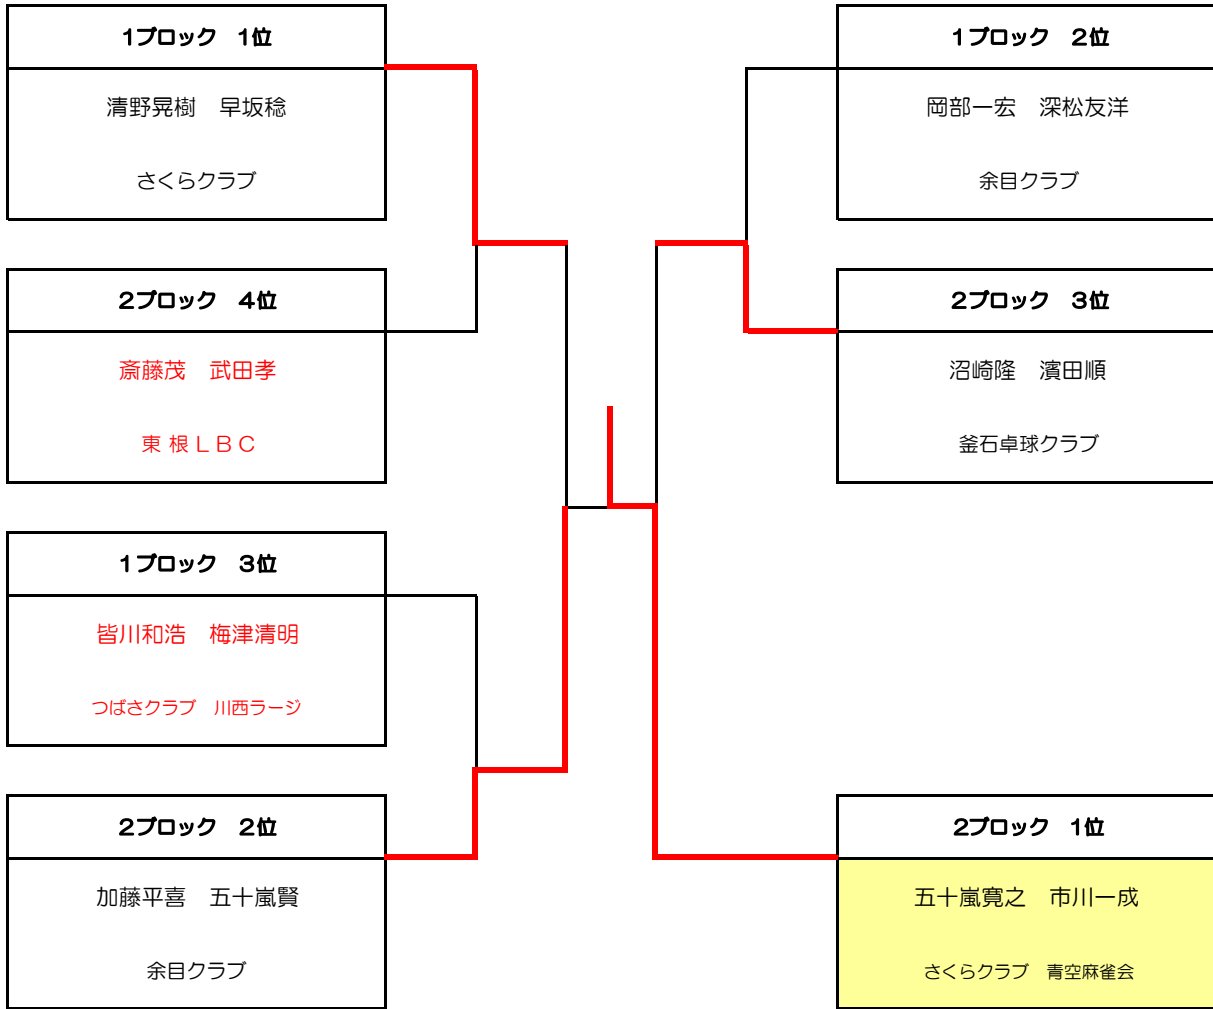 1ブロック　1位
清野晃樹　早坂稔
さくらクラブ
2ブロック　4位
斎藤茂　武田孝
東 根 L B C
1ブロック　3位
皆川和浩　梅津清明
つばさクラブ　川西ラージ
2ブロック　2位
加藤平喜　五十嵐賢
余目クラブ
1ブロック　2位
岡部一宏　深松友洋
余目クラブ
2ブロック　3位
沼崎隆　濱田順
釜石卓球クラブ
2ブロック　1位
五十嵐寛之　市川一成
さくらクラブ　青空麻雀会